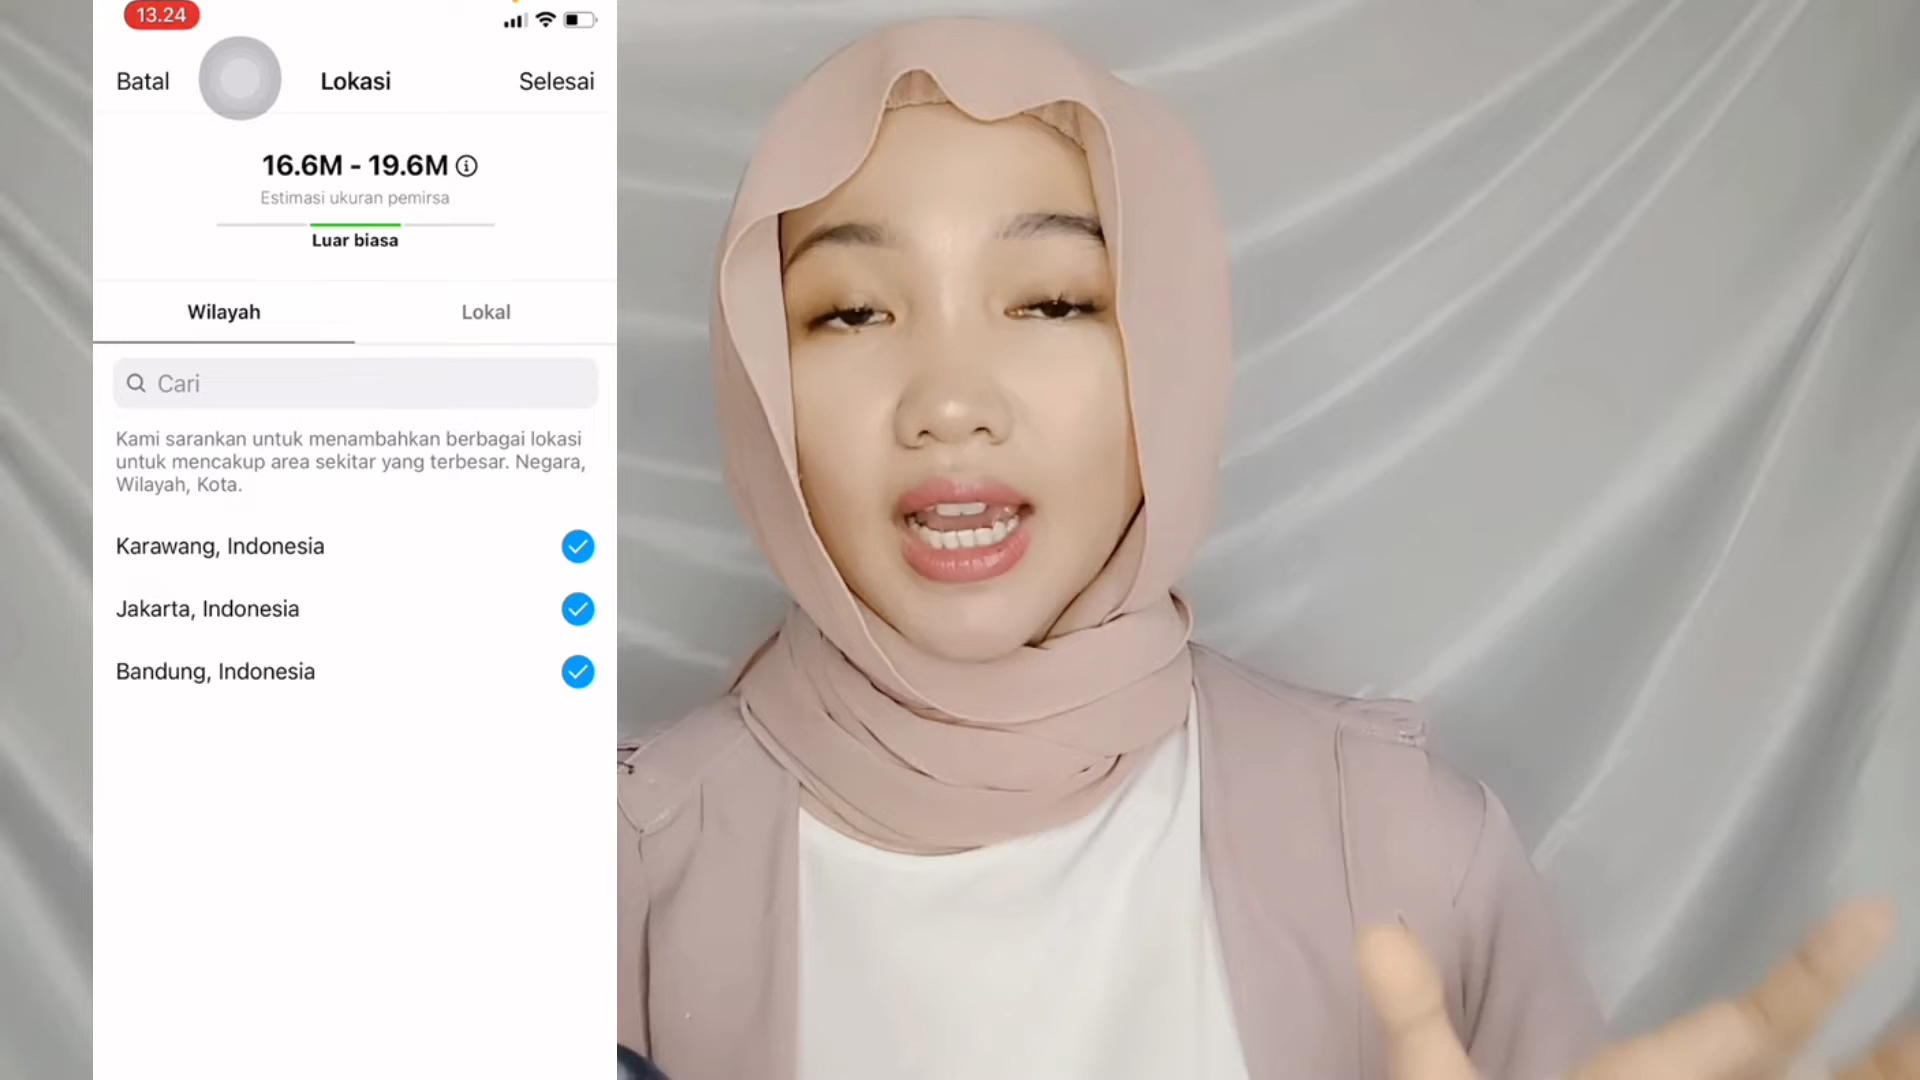 13.24
Batal
Lokasi
Selesai
16.6M - 19.6M
Estimasi ukuran pemirsa
Luar biasa
Wilayah
Lokal
Cari
Kami sarankan untuk menambahkan berbagai lokasi
untuk mencakup area sekitar yang terbesar. Negara,
Wilayah, Kota.
Karawang, Indonesia
Jakarta, Indonesia
Bandung, Indonesia